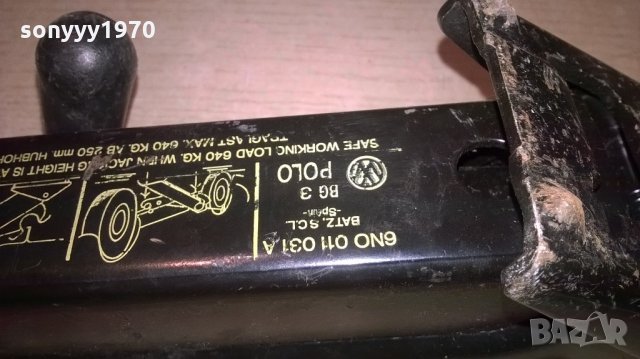 sonyyy1970
6N0 011 031 A
BATZ. S.C.L
-Spain-
BG 3
POLO
SAFE WORKING LOAD 640 KG. WHEN JACKING HEIGHT IS A
TRAGLAST MAX. 640 KG. AB 250 mm. HUBHÖH
BAZAR